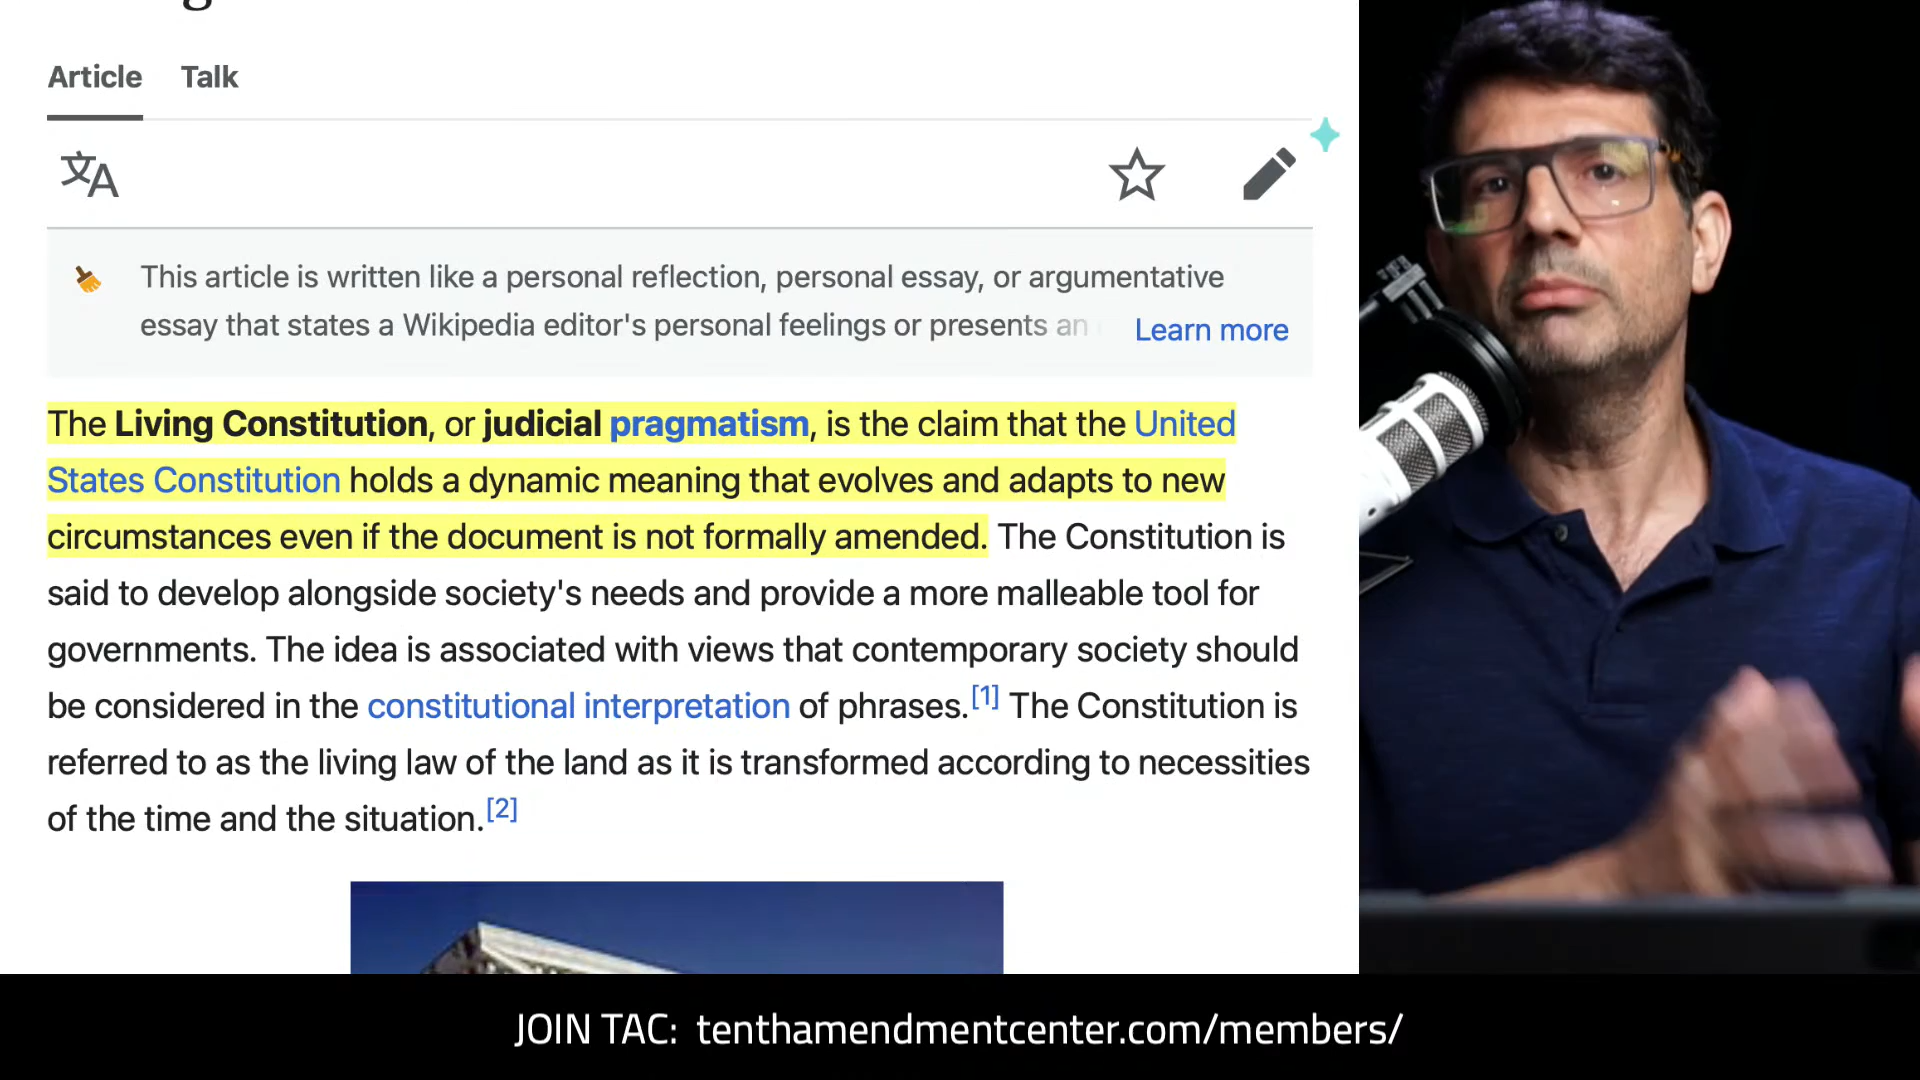 Article Talk
This article is written like a personal reflection, personal essay, or argumentative
essay that states a Wikipedia editor's personal feelings or presents an
Learn more
The Living Constitution, or judicial pragmatism, is the claim that the United
States Constitution holds a dynamic meaning that evolves and adapts to new
circumstances even if the document is not formally amended. The Constitution is
said to develop alongside society's needs and provide a more malleable tool for
governments. The idea is associated with views that contemporary society should
be considered in the constitutional interpretation of phrases.[1] The Constitution is
referred to as the living law of the land as it is transformed according to necessities
of the time and the situation.[2]
JOIN TAC: tenthamendmentcenter.com/members/